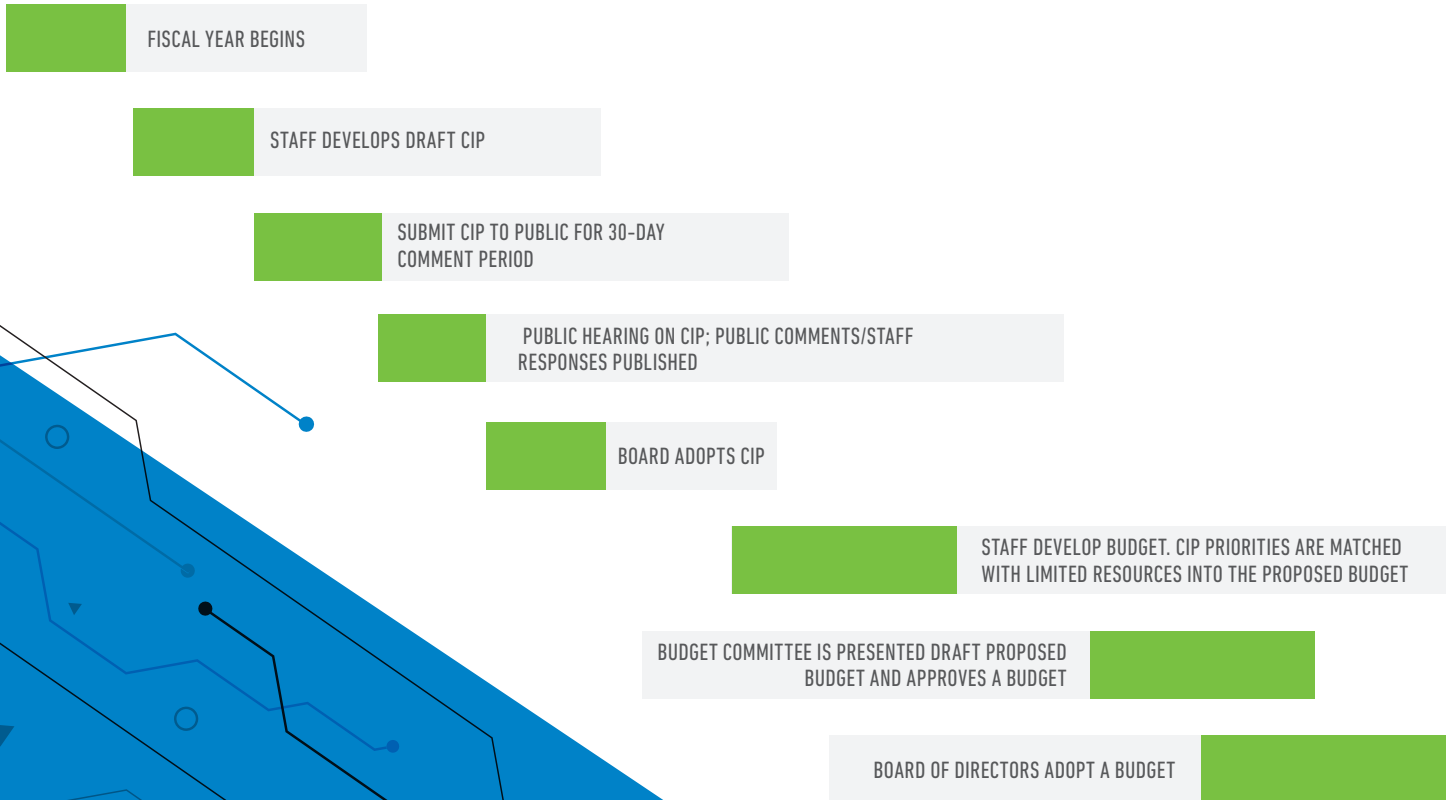 FISCAL YEAR BEGINS
STAFF DEVELOPS DRAFT CIP
SUBMIT CIP TO PUBLIC FOR 30-DAY
COMMENT PERIOD
PUBLIC HEARING ON CIP; PUBLIC COMMENTS/STAFF
RESPONSES PUBLISHED
BOARD ADOPTS CIP
STAFF DEVELOP BUDGET. CIP PRIORITIES ARE MATCHED
WITH LIMITED RESOURCES INTO THE PROPOSED BUDGET
BUDGET COMMITTEE IS PRESENTED DRAFT PROPOSED
BUDGET AND APPROVES A BUDGET
BOARD OF DIRECTORS ADOPT A BUDGET